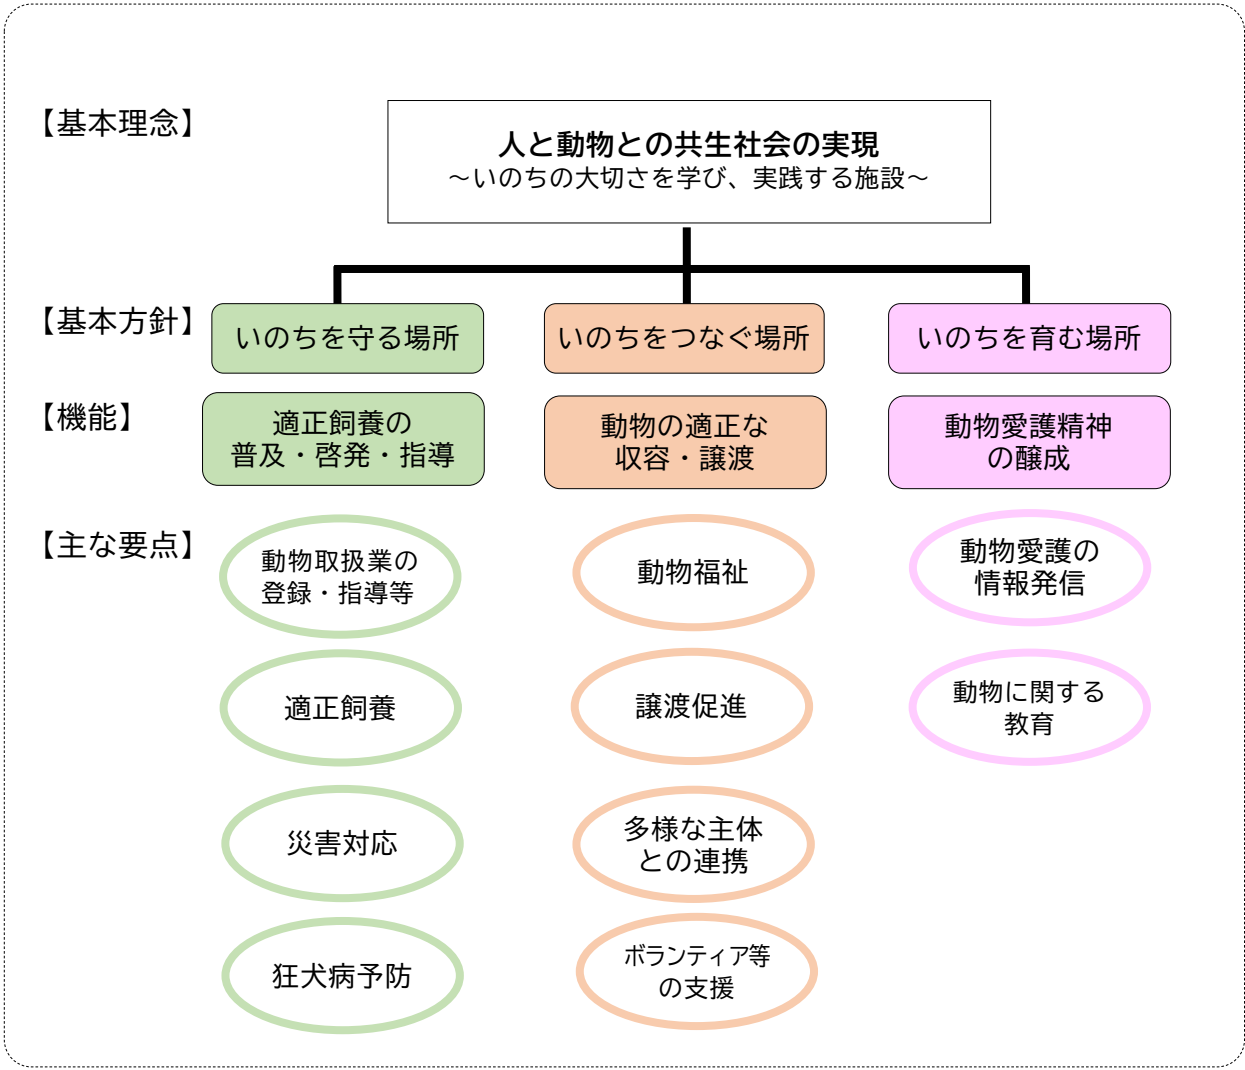 【基本理念】
人と動物との共生社会の実現
～いのちの大切さを学び、実践する施設～
【基本方針】
いのちを守る場所
いのちをつなぐ場所
いのちを育む場所
【機能】
適正飼養の
普及・啓発・指導
動物の適正な
収容・譲渡
動物愛護精神
の醸成
【主な要点】
動物取扱業の
登録・指導等
動物福祉
動物愛護の
情報発信
適正飼養
譲渡促進
動物に関する
教育
災害対応
多様な主体
との連携
狂犬病予防
ボランティア等
の支援